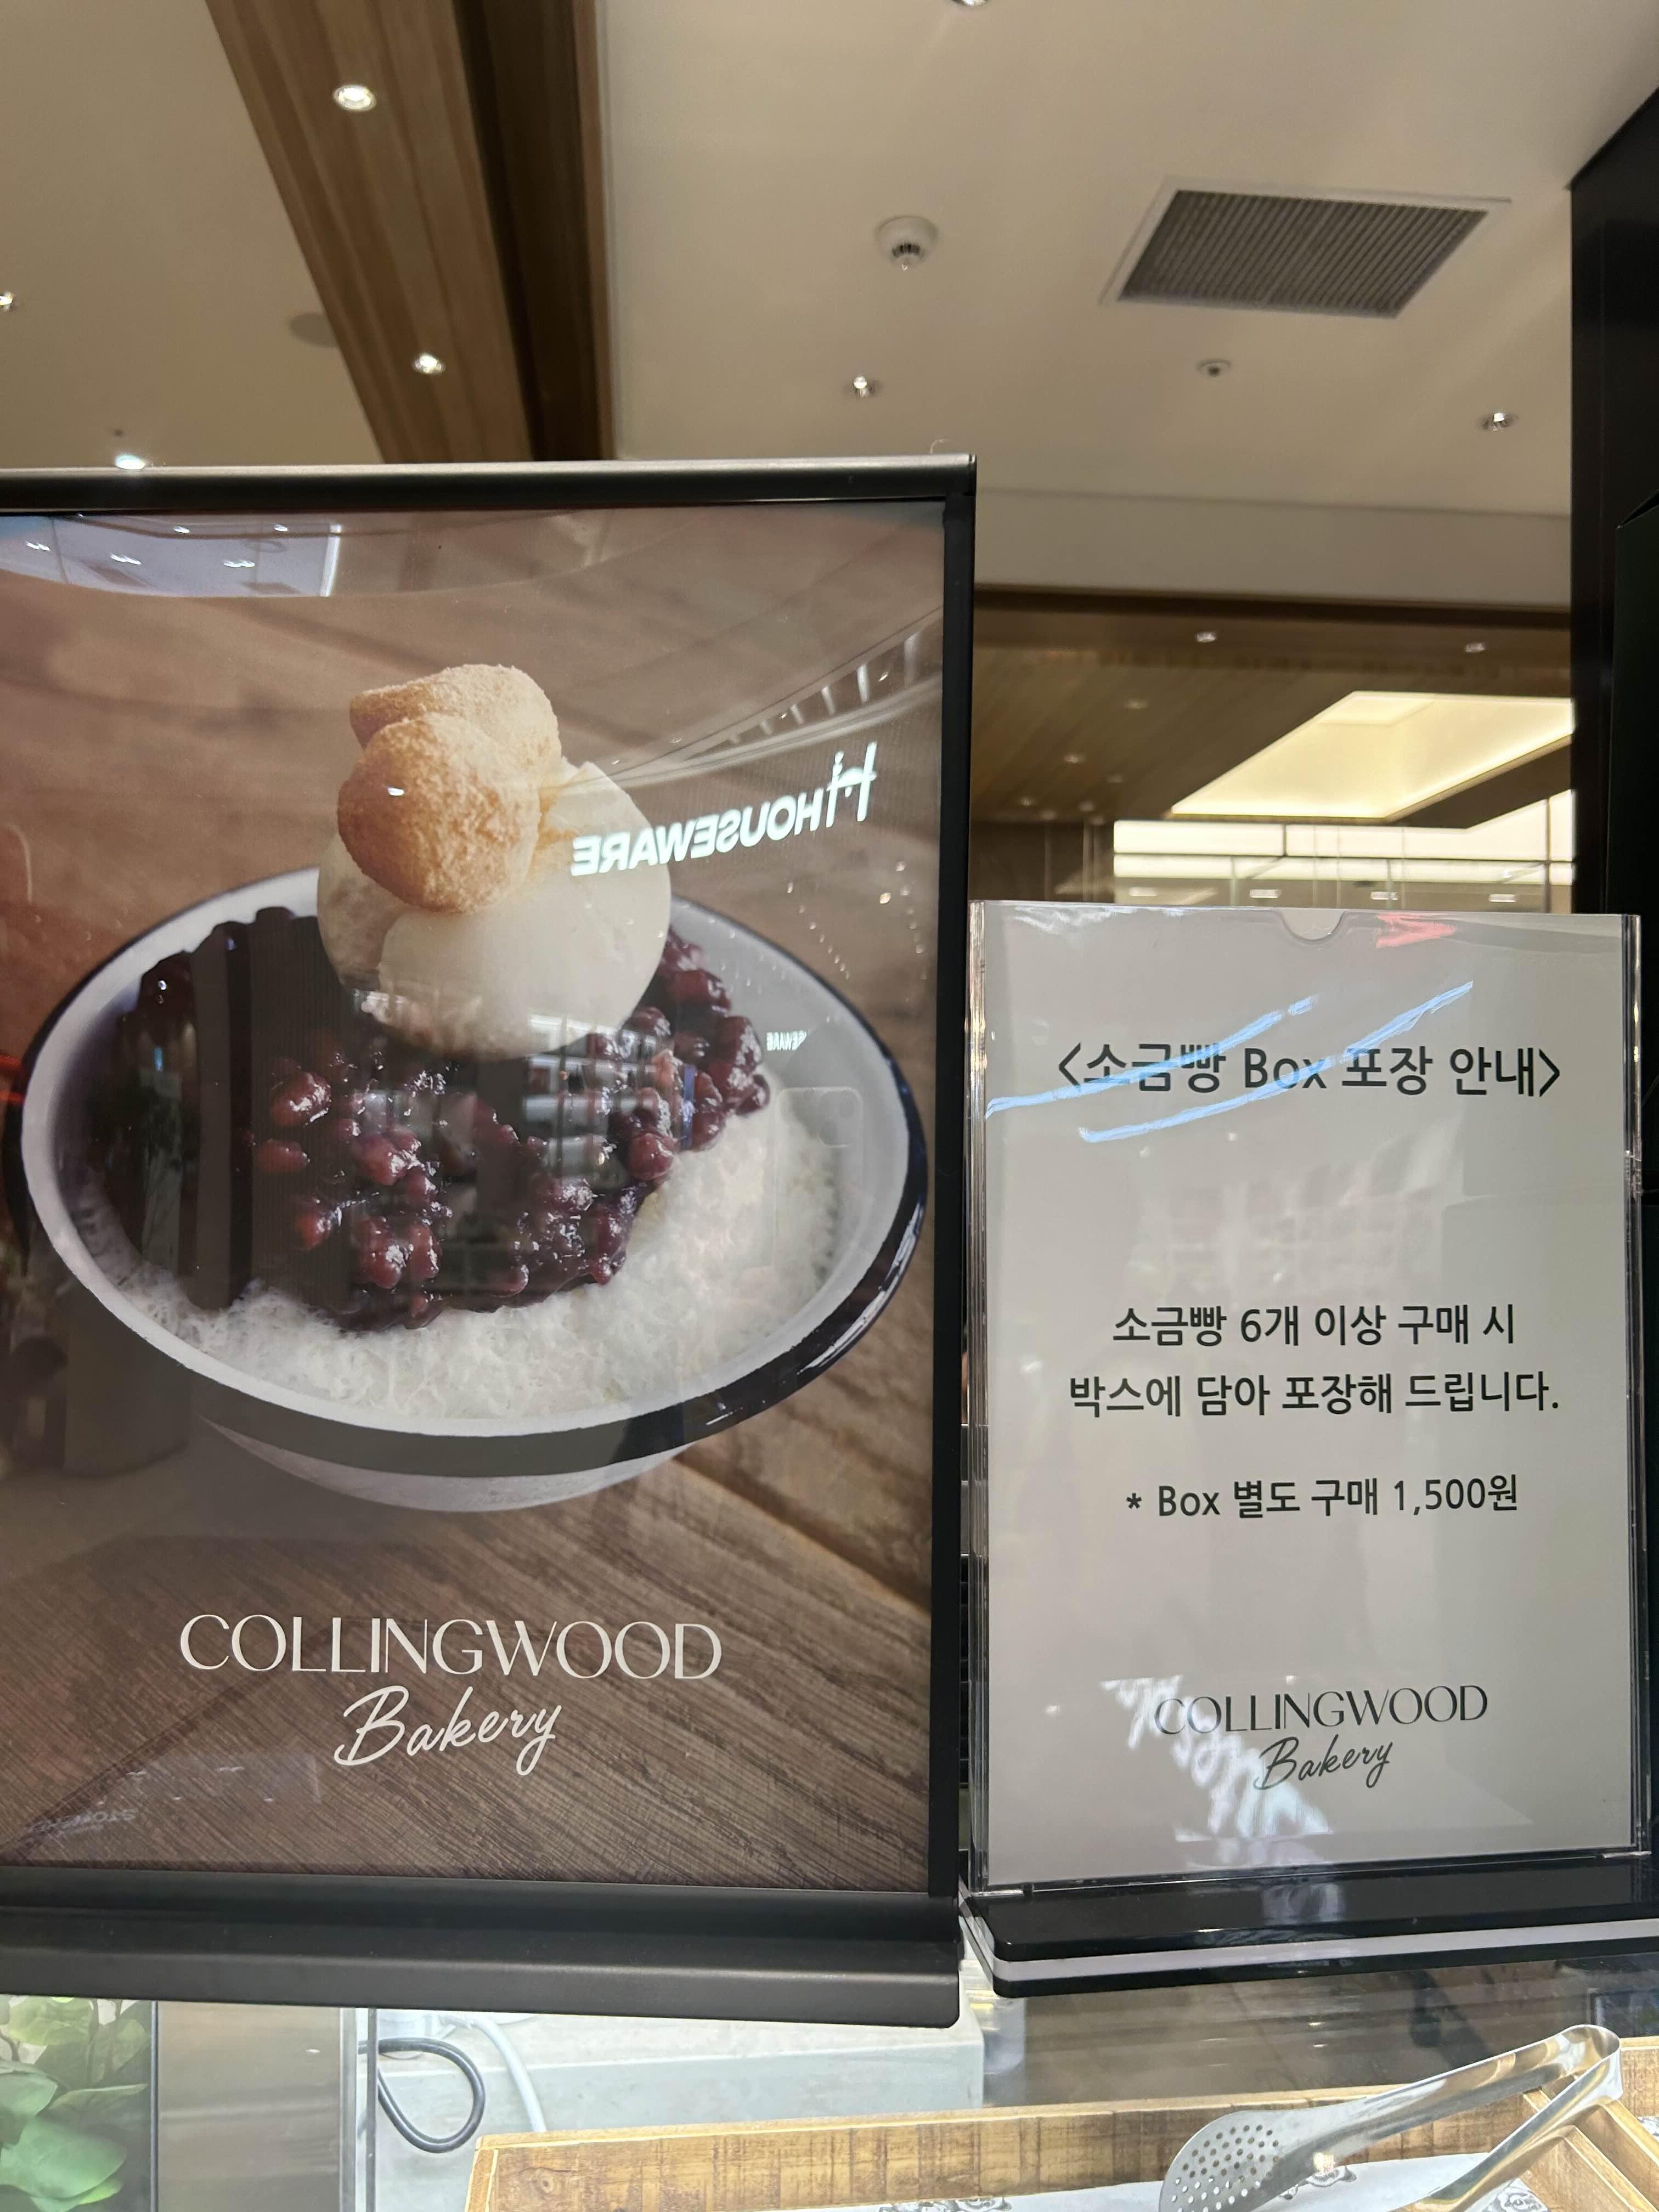 HOUSEWARE
COLLINGWOOD
Bakery
<소금빵 Box 포장 안내>
소금빵 6개 이상 구매 시
박스에 담아 포장해 드립니다.
* Box 별도 구매 1,500원
COLLINGWOOD
Bakery